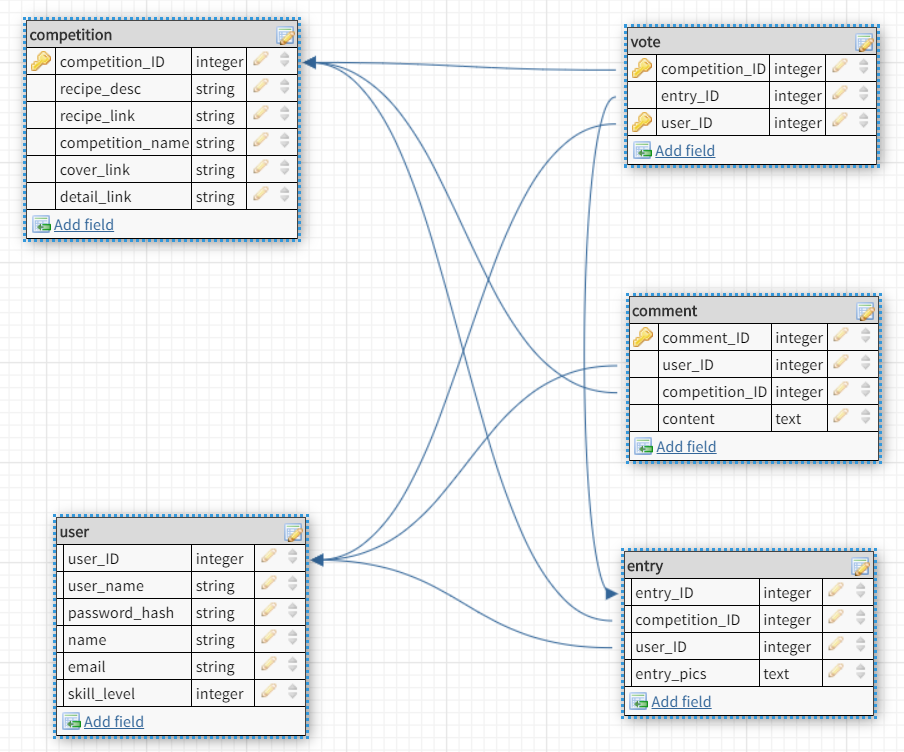 competition
competition_ID integer
recipe_desc string
recipe_link string
competition_name string
cover_link string
detail_link string
Add field
vote
competition_ID integer
entry_ID integer
user_ID integer
Add field
comment
comment_ID integer
user_ID integer
competition_ID integer
content text
Add field
user
user_ID integer
user_name string
password_hash string
name string
email string
skill_level integer
Add field
entry
entry_ID integer
competition_ID integer
user_ID integer
entry_pics text
Add field